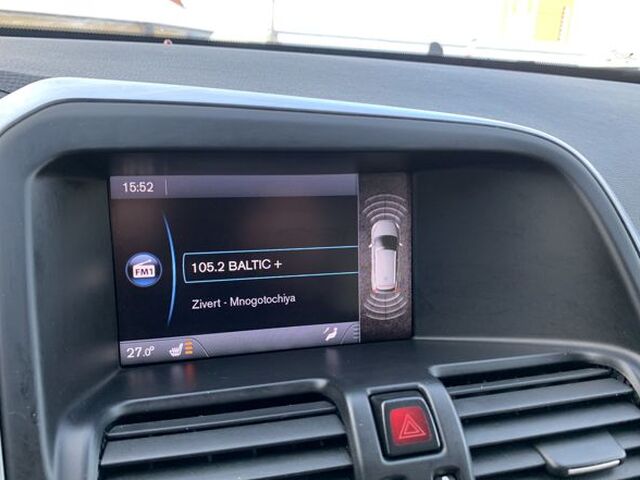 15:52
FM1
105.2 BALTIC +
Zivert - Mnogotochiya
27.0°